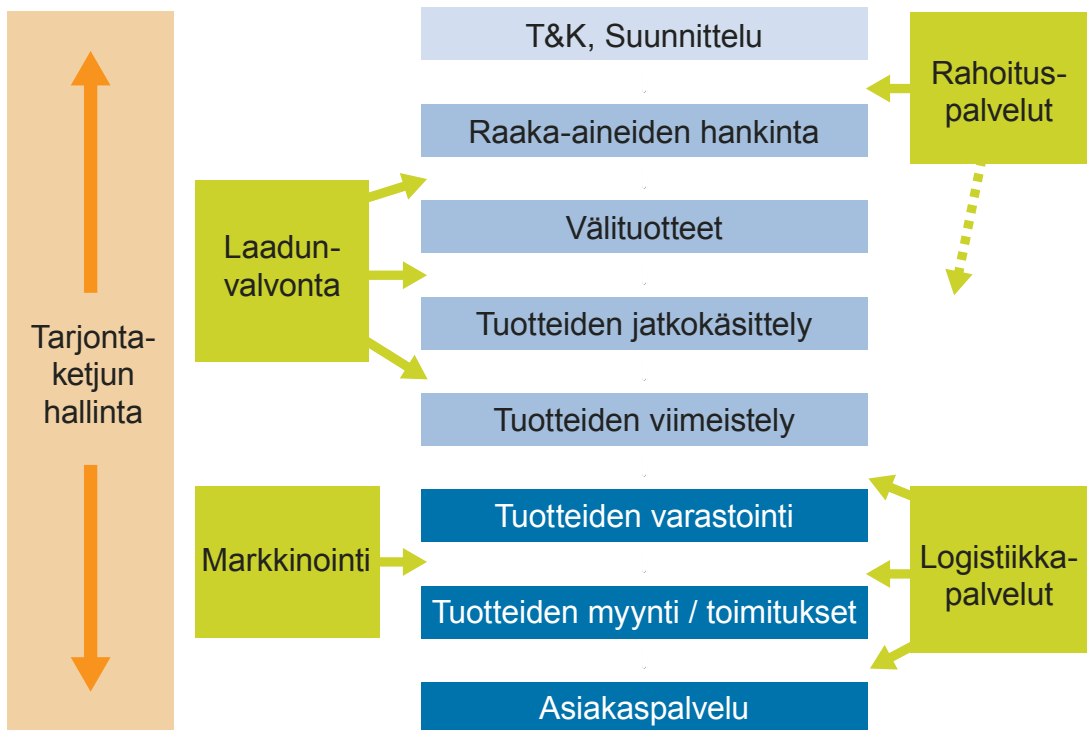 T&K, Suunnittelu
Rahoitus-
palvelut
Raaka-aineiden hankinta
Välituotteet
Laadun-
valvonta
Tuotteiden jatkokäsittely
Tarjonta-
ketjun
hallinta
Tuotteiden viimeistely
Tuotteiden varastointi
Markkinointi
Logistiikka-
palvelut
Tuotteiden myynti / toimitukset
Asiakaspalvelu